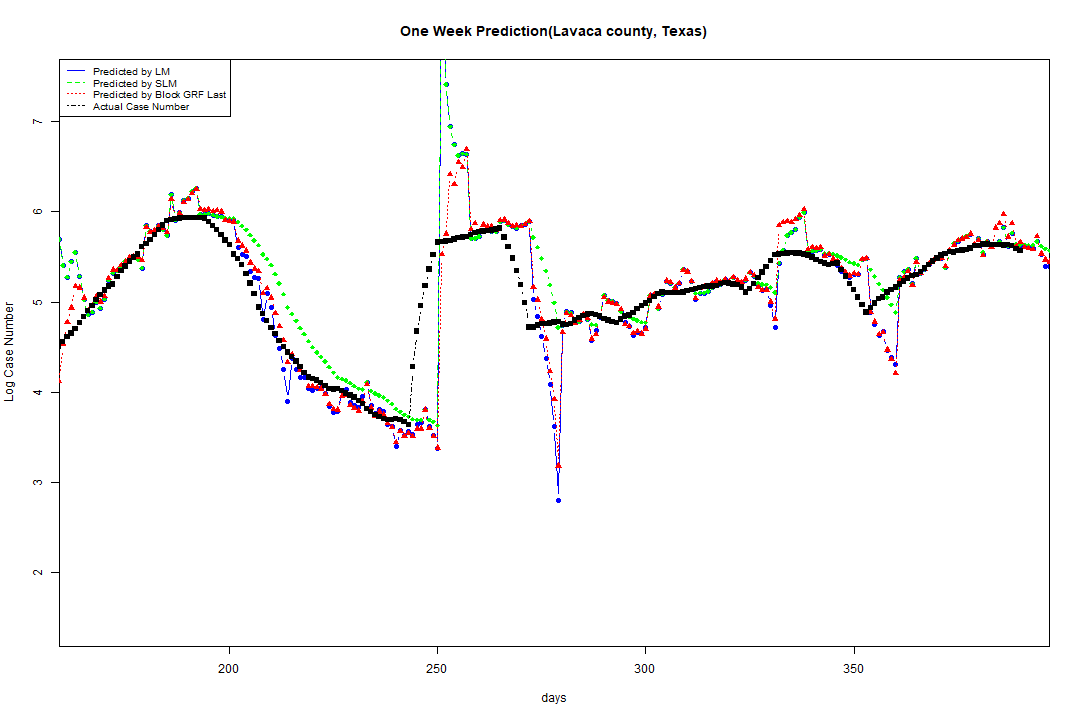 One Week Prediction(Lavaca county, Texas)
Predicted by LM
Predicted by SLM
Predicted by Block GRF Last
Actual Case Number
7
6
5
4
3
2
Log Case Number
200 250 300 350
days